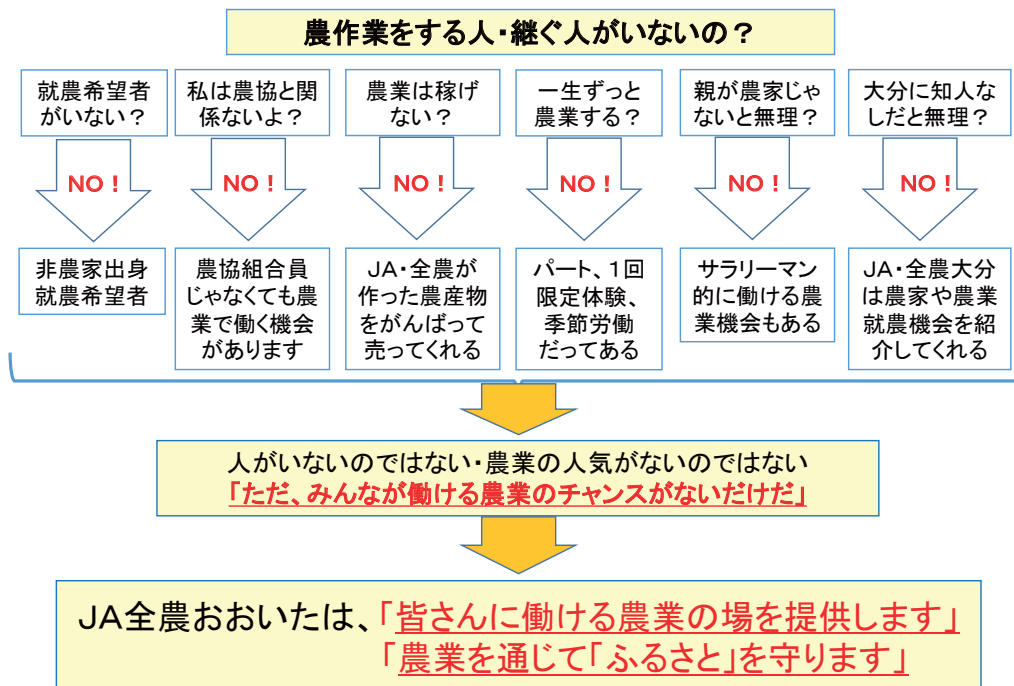 農作業をする人・継ぐ人がいないの？
就農希望者
がいない？
私は農協と関
係ないよ？
農業は稼げ
ない？
一生ずっと
農業する？
親が農家じゃ
ないと無理？
大分に知人な
しだと無理？
NO！
NO！
NO！
NO！
NO！
NO！
非農家出身
就農希望者
農協組合員
じゃなくても農
業で働く機会
があります
JA・全農が
作った農産物
をがんばって
売ってくれる
パート、１回
限定体験、
季節労働
だってある
サラリーマン
的に働ける農
業機会もある
JA・全農大分
は農家や農業
就農機会を紹
介してくれる
人がいないのではない・農業の人気がないのではない
「ただ、みんなが働ける農業のチャンスがないだけだ」
JA全農おおいたは、「皆さんに働ける農業の場を提供します」
「農業を通じて「ふるさと」を守ります」